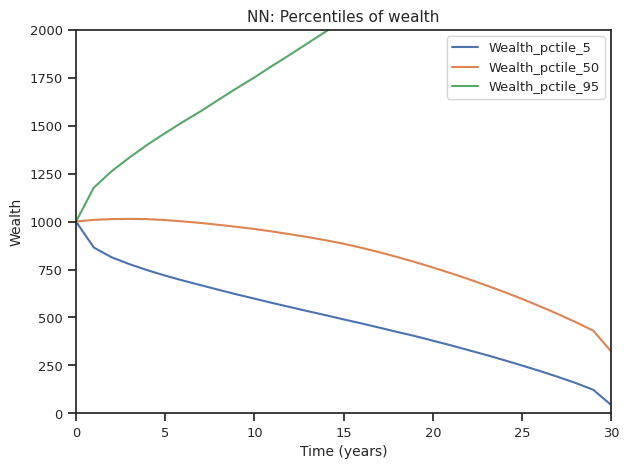 NN: Percentiles of wealth
Wealth_pctile_5
Wealth_pctile_50
Wealth_pctile_95
Wealth
2000
1750
1500
1250
1000
750
500
250
0
0 5 10 15 20 25 30
Time (years)